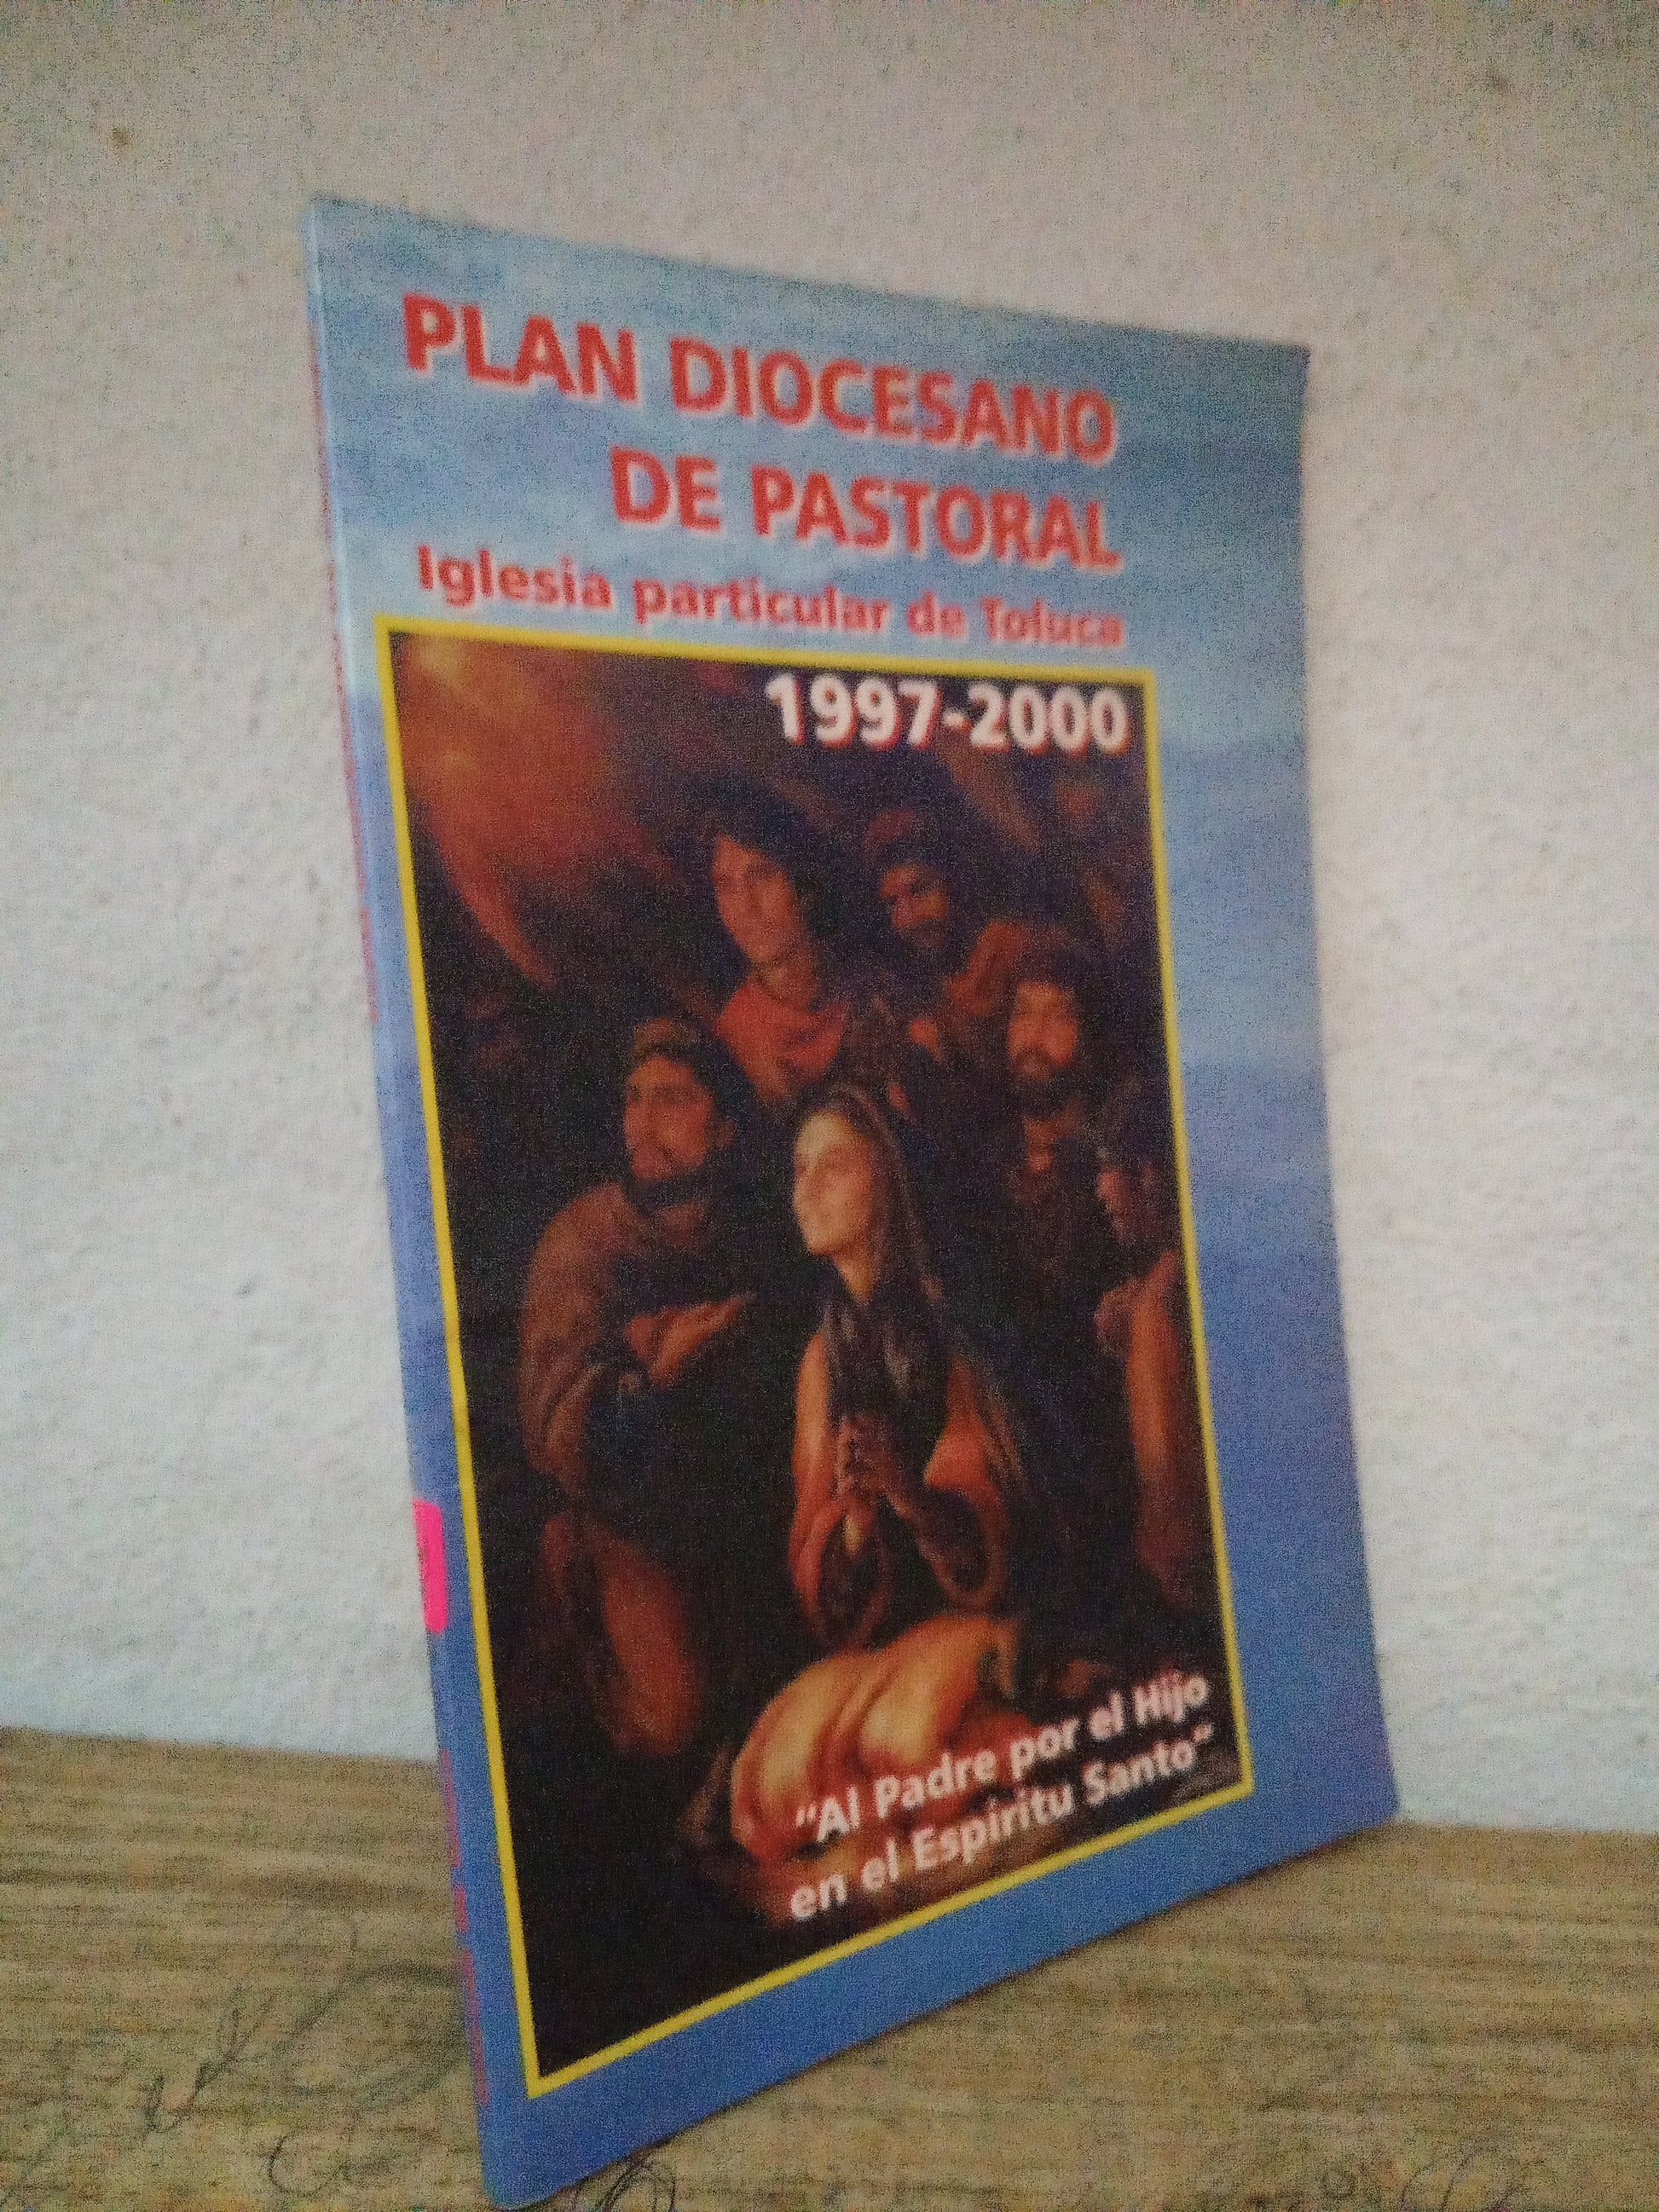 PLAN DIOCESANO
DE PASTORAL
Iglesia particular de Toluca
1997-2000
“Al Padre por el Hijo
en el Espíritu Santo”